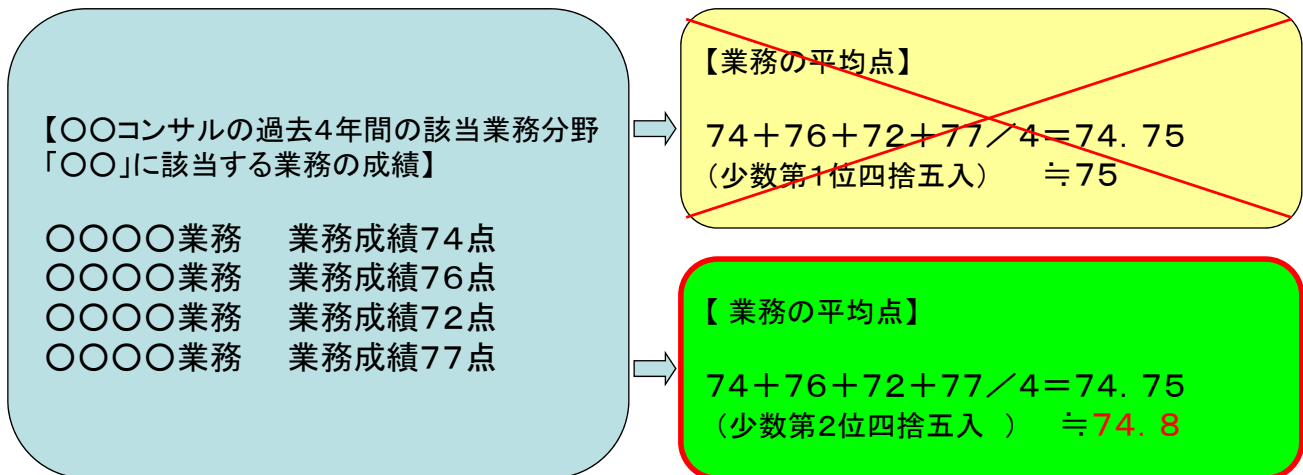 【〇〇コンサルの過去4年間の該当業務分野
「〇〇」に該当する業務の成績】
〇〇〇〇業務　業務成績74点
〇〇〇〇業務　業務成績76点
〇〇〇〇業務　業務成績72点
〇〇〇〇業務　業務成績77点
【業務の平均点】
74+76+72+77/4=74.75
(少数第1位四捨五入)　≒75
【 業務の平均点】
74+76+72+77/4=74.75
(少数第2位四捨五入 )　≒74.8